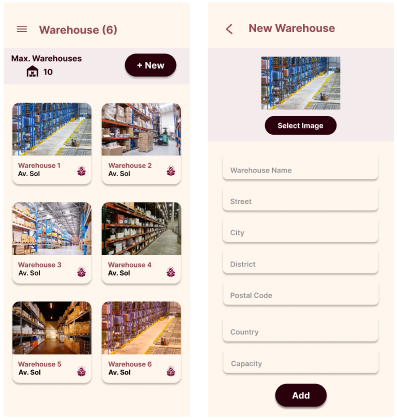 Warehouse (6)
Max. Warehouses
10
+ New
Warehouse 1
Av. Sol
Warehouse 2
Av. Sol
Warehouse 3
Av. Sol
Warehouse 4
Av. Sol
Warehouse 5
Av. Sol
Warehouse 6
Av. Sol
New Warehouse
Select Image
Warehouse Name
Street
City
District
Postal Code
Country
Capacity
Add